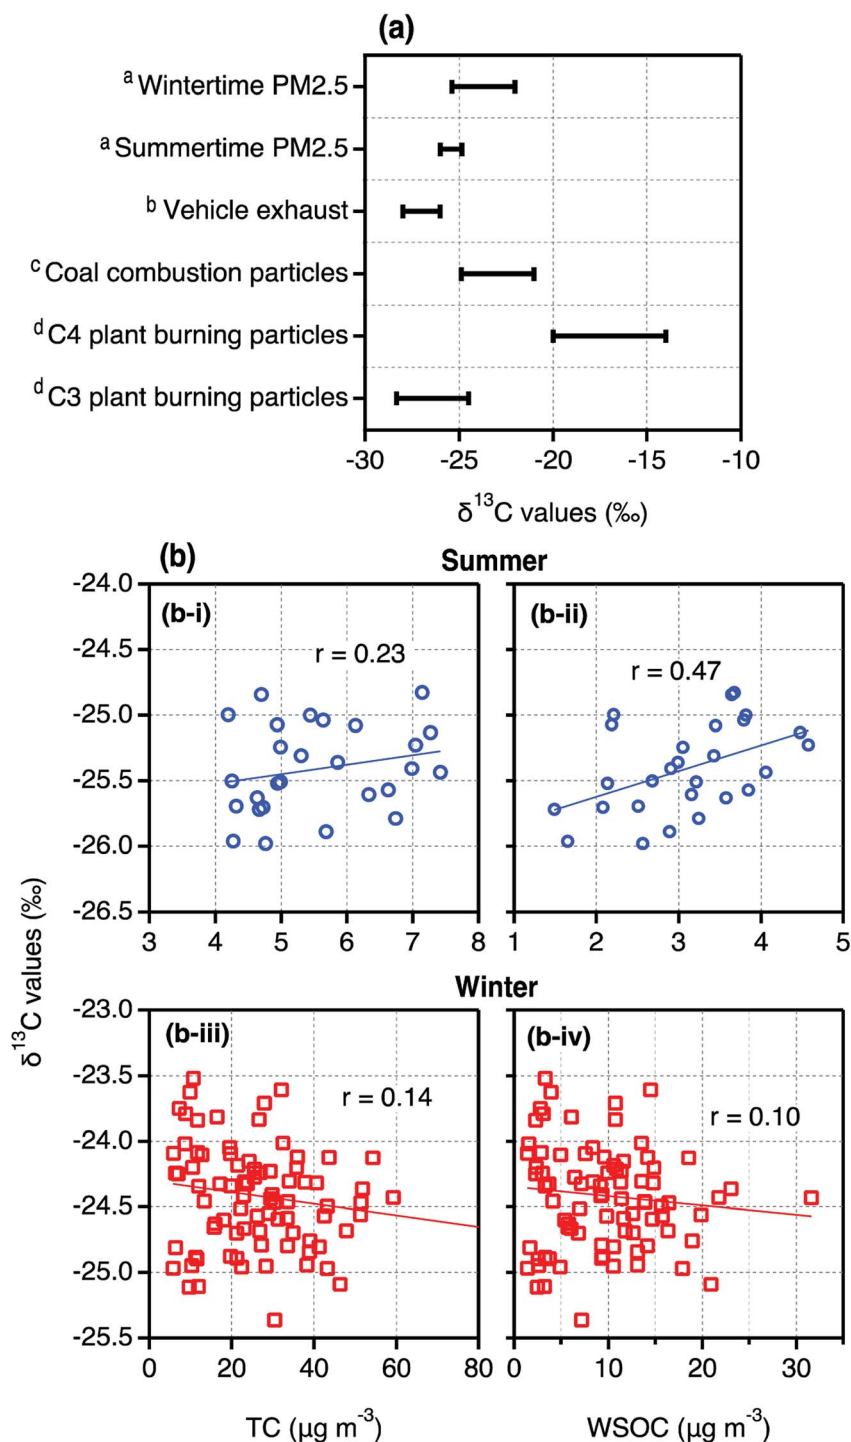 (a)
a Wintertime PM2.5
a Summertime PM2.5
b Vehicle exhaust
c Coal combustion particles
d C4 plant burning particles
d C3 plant burning particles
-30 -25 -20 -15 -10
δ13C values (‰)
(b) Summer
-24.0
-24.5
-25.0
-25.5
-26.0
-26.5
(b-i)
r = 0.23
3 4 5 6 7 8
(b-ii)
r = 0.47
1 2 3 4 5
δ13C values (‰)
Winter
-23.0
-23.5
-24.0
-24.5
-25.0
-25.5
(b-iii)
r = 0.14
0 20 40 60 80
TC (µg m-3)
(b-iv)
r = 0.10
0 10 20 30
WSOC (µg m-3)